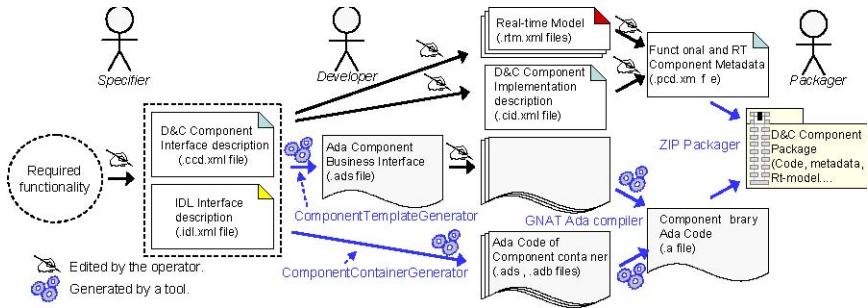 Specifier
Developer
Packager
Required
functionality
D&C Component
Interface description
(.ccd.xml file)
IDL Interface
description
(.idl.xml file)
Ada Component
Business Interface
(.ads file)
ComponentTemplateGenerator
ComponentContainerGenerator
Real-time Model
(.rtm.xml files)
D&C Component
Implementation
description
(.cid.xml file)
GNAT Ada compiler
Ada Code of
Component conta ner
(.ads , .adb files)
Funct onal and RT
Component Metadata
(.pcd.xm f e)
ZIP Packager
Component brary
Ada Code
(.a file)
D&C Component
Package
(Code, metadata,
Rt-model....
Edited by the operator.
Generated by a tool.